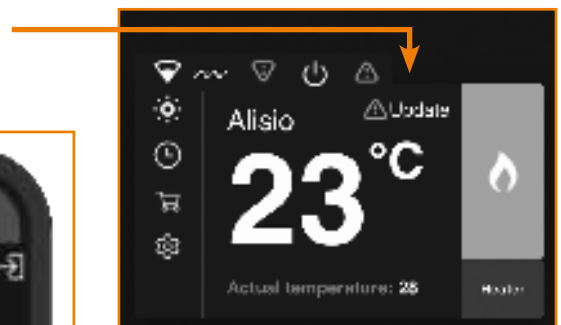 Alisio
Update
23°C
Actual temperature: 28
Heater